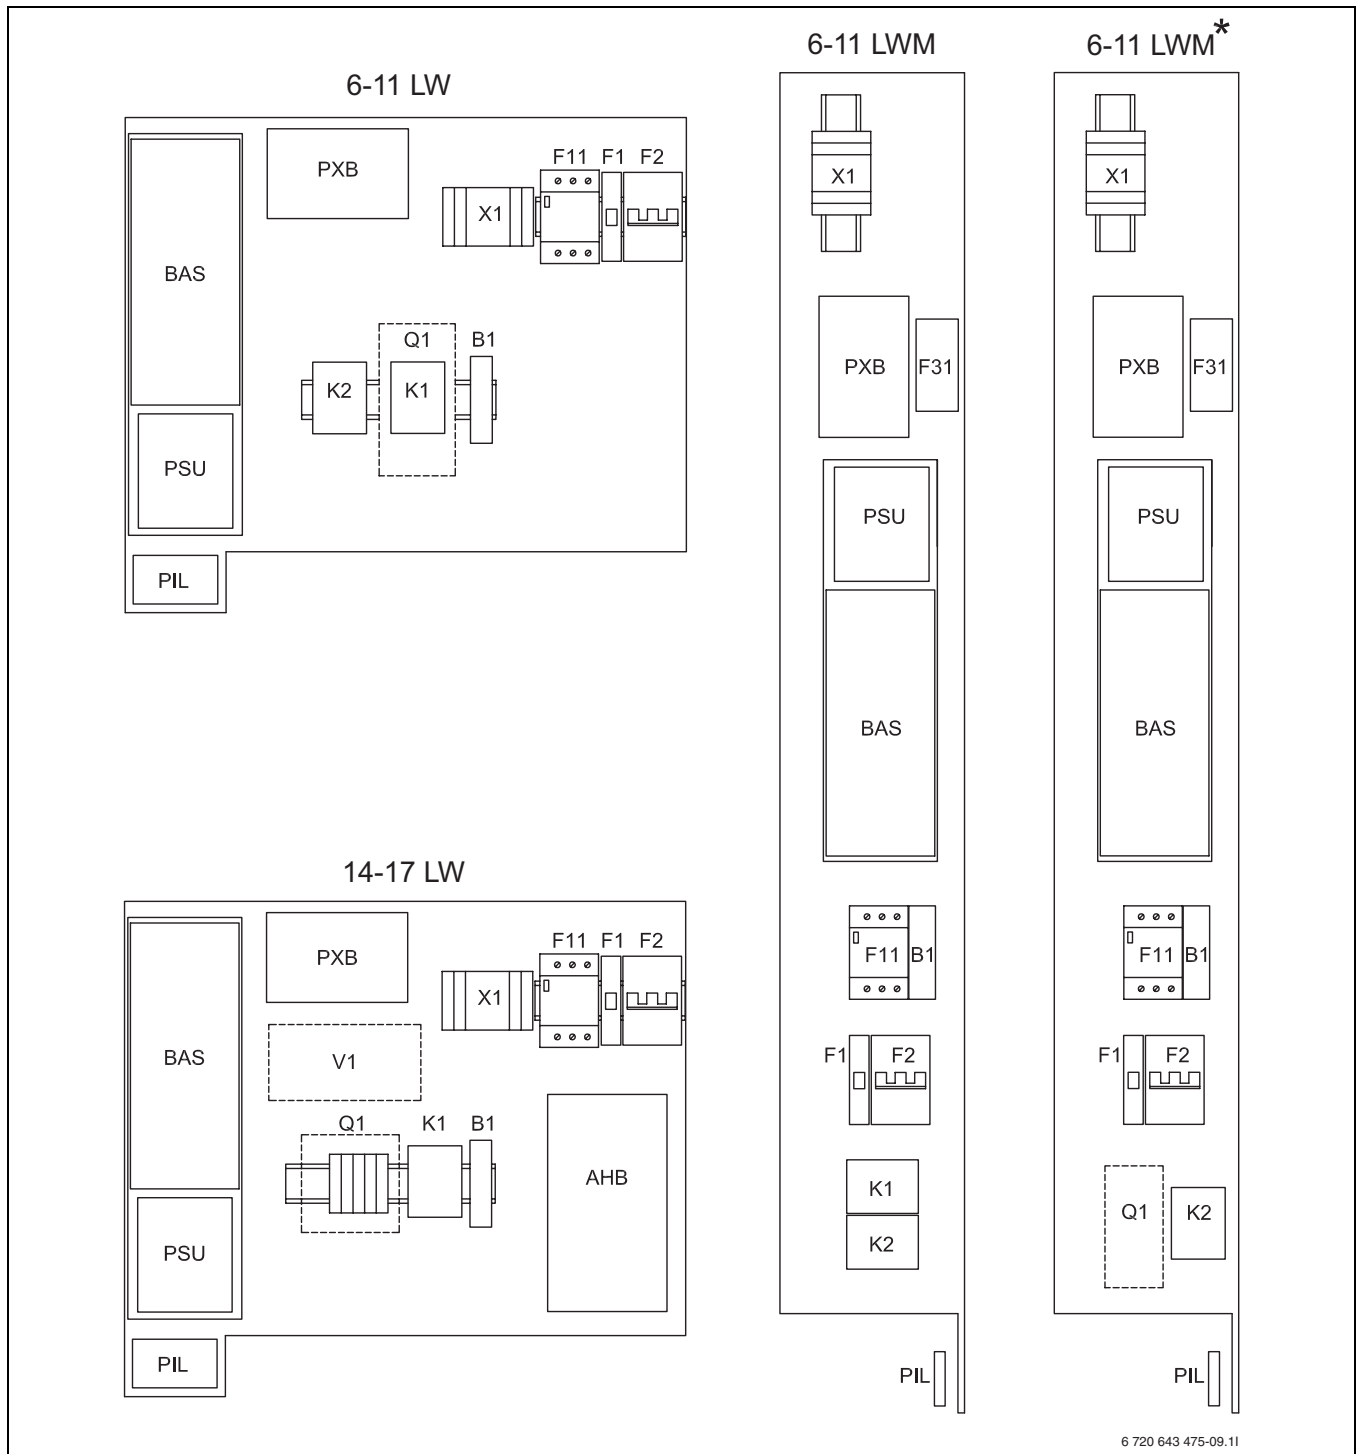 6-11 LW
PXB
F11 F1 F2
X1
BAS
Q1 B1
K2 K1
PSU
PIL
14-17 LW
PXB
F11 F1 F2
X1
BAS
V1
Q1 K1 B1
AHB
PSU
PIL
6-11 LWM
X1
PXB F31
PSU
BAS
F11 B1
F1 F2
K1
K2
PIL
6-11 LWM*
X1
PXB F31
PSU
BAS
F11 B1
F1 F2
Q1 K2
PIL
6 720 643 475-09.1I